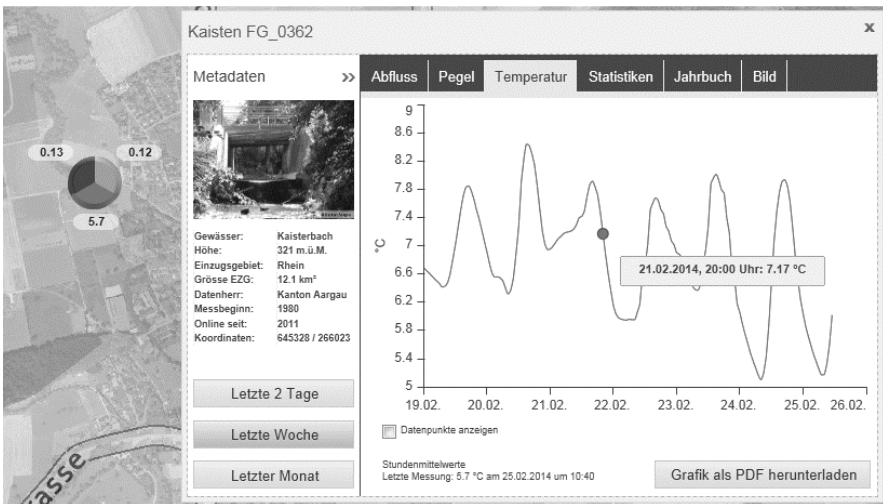 Kaisten FG_0362
x
0.13
0.12
5.7
Metadaten »
Gewässer: Kaisterbach
Höhe: 321 m.ü.M.
Einzugsgebiet: Rhein
Grösse EZG: 12.1 km²
Datenherr: Kanton Aargau
Messbeginn: 1980
Online seit: 2011
Koordinaten: 645328 / 266023
Letzte 2 Tage
Letzte Woche
Letzter Monat
Abfluss Pegel Temperatur Statistiken Jahrbuch Bild
°C
9
8.6
8.2
7.8
7.4
7
6.6
6.2
5.8
5.4
5
21.02.2014, 20:00 Uhr: 7.17 °C
19.02. 20.02. 21.02. 22.02. 23.02. 24.02. 25.02. 26.02.
Datenpunkte anzeigen
Stundenmittelwerte
Letzte Messung: 5.7 °C am 25.02.2014 um 10:40
Grafik als PDF herunterladen
asse